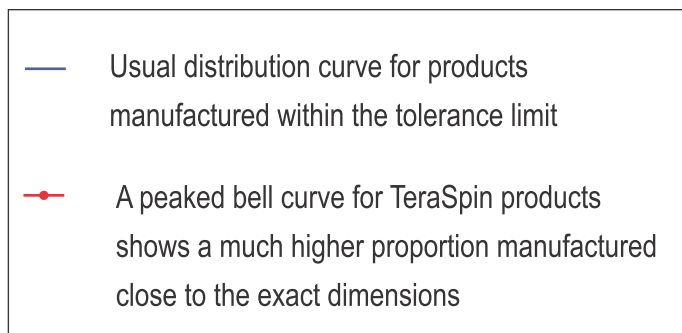 Usual distribution curve for products
manufactured within the tolerance limit
A peaked bell curve for TeraSpin products
shows a much higher proportion manufactured
close to the exact dimensions